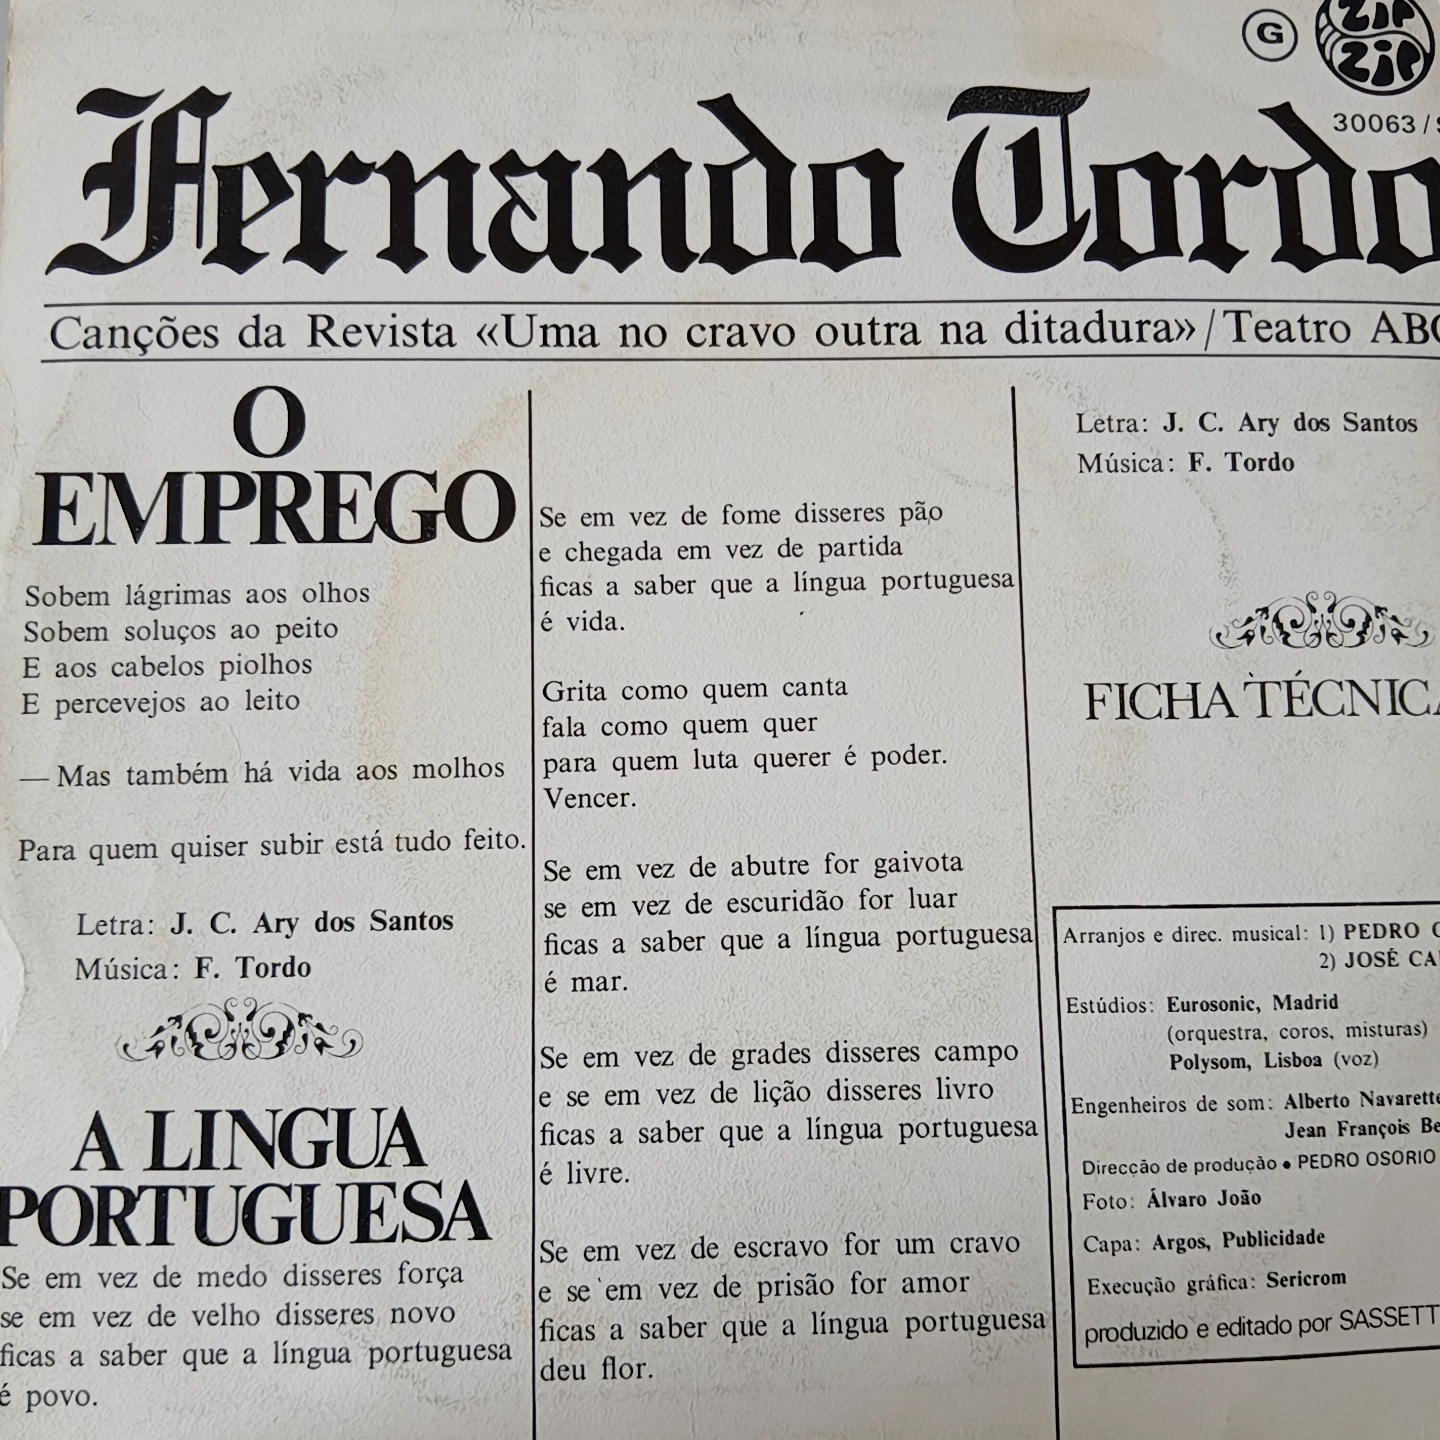 G
ZIP
ZIP
30063/
Fernando Tordo
Canções da Revista «Uma no cravo outra na ditadura»/Teatro ABC
O
EMPREGO
Sobem lágrimas aos olhos
Sobem soluços ao peito
E aos cabelos piolhos
E percevejos ao leito
— Mas também há vida aos molhos
Para quem quiser subir está tudo feito.
Letra: J. C. Ary dos Santos
Música: F. Tordo
A LINGUA
PORTUGUESA
Se em vez de medo disseres força
se em vez de velho disseres novo
ficas a saber que a língua portuguesa
é povo.
Se em vez de fome disseres pão
e chegada em vez de partida
ficas a saber que a língua portuguesa
é vida.
Grita como quem canta
fala como quem quer
para quem luta querer é poder.
Vencer.
Se em vez de abutre for gaivota
se em vez de escuridão for luar
ficas a saber que a língua portuguesa
é mar.
Se em vez de grades disseres campo
e se em vez de lição disseres livro
ficas a saber que a língua portuguesa
é livre.
Se em vez de escravo for um cravo
e se em vez de prisão for amor
ficas a saber que a língua portuguesa
deu flor.
Letra: J. C. Ary dos Santos
Música: F. Tordo
FICHA TÉCNICA
Arranjos e direc. musical: 1) PEDRO
2) JOSÉ
Estúdios: Eurosonic, Madrid
(orquestra, coros, misturas)
Polysom, Lisboa (voz)
Engenheiros de som: Alberto Navarette
Jean François
Direcção de produção • PEDRO OSORIO
Foto: Álvaro João
Capa: Argos, Publicidade
Execução gráfica: Sericrom
produzido e editado por SASSETT